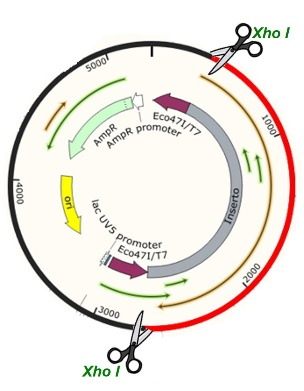 Xho I
5000
Eco47I/T7
AmpR
AmpR promoter
1000
4000
ori
Inserto
lac UV5 promoter
Eco47I/T7
2000
3000
Xho I